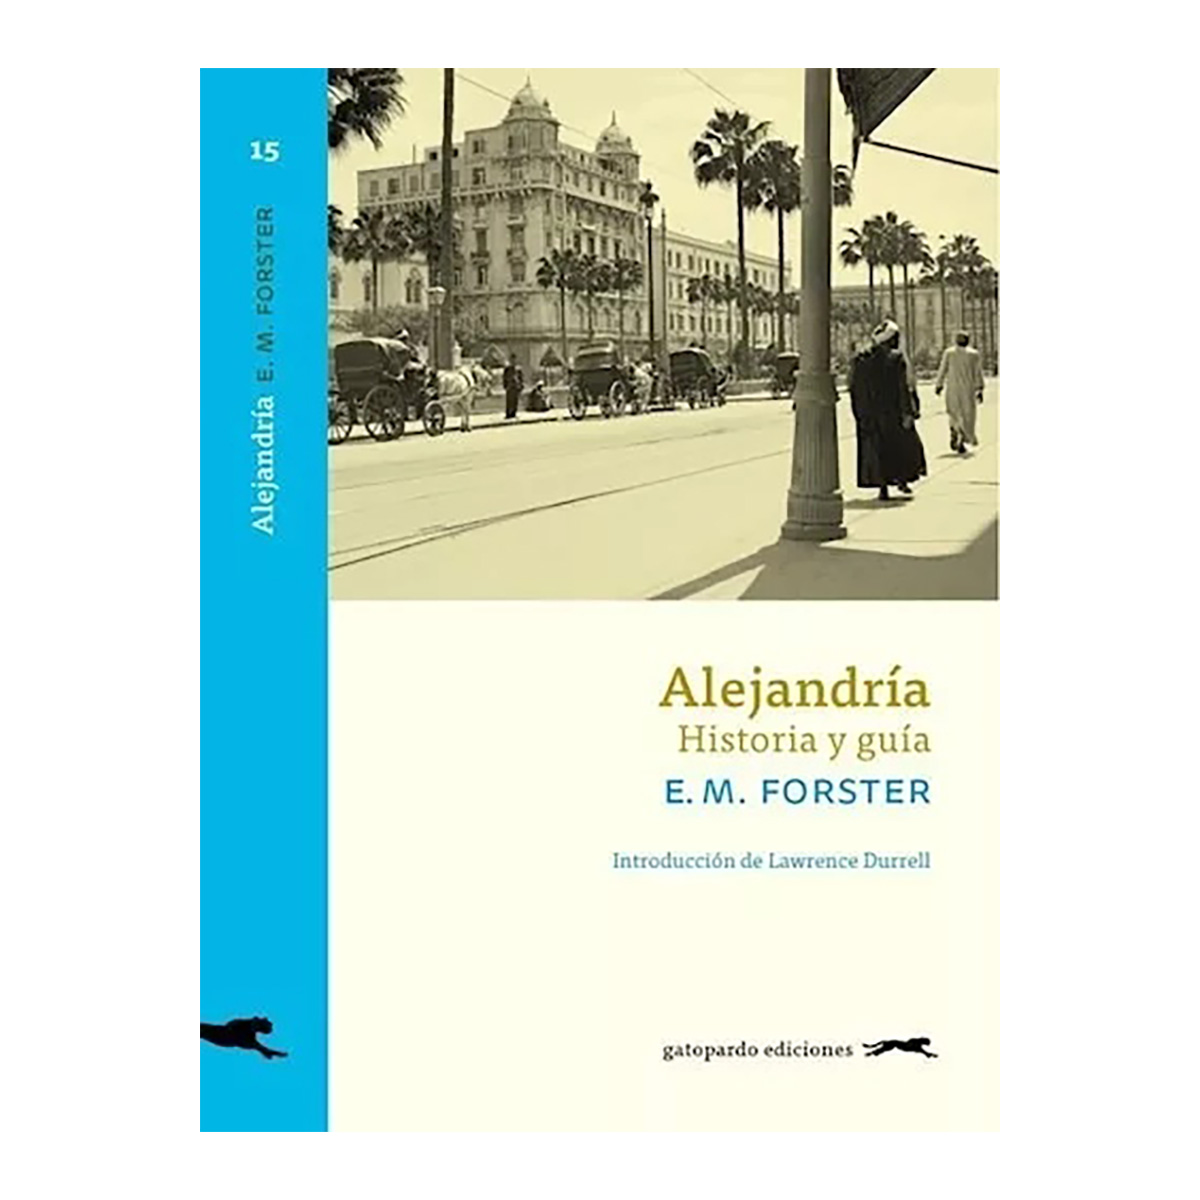 15
Alejandría E. M. FORSTER
Alejandría
Historia y guía
E. M. FORSTER
Introducción de Lawrence Durrell
gatopardo ediciones